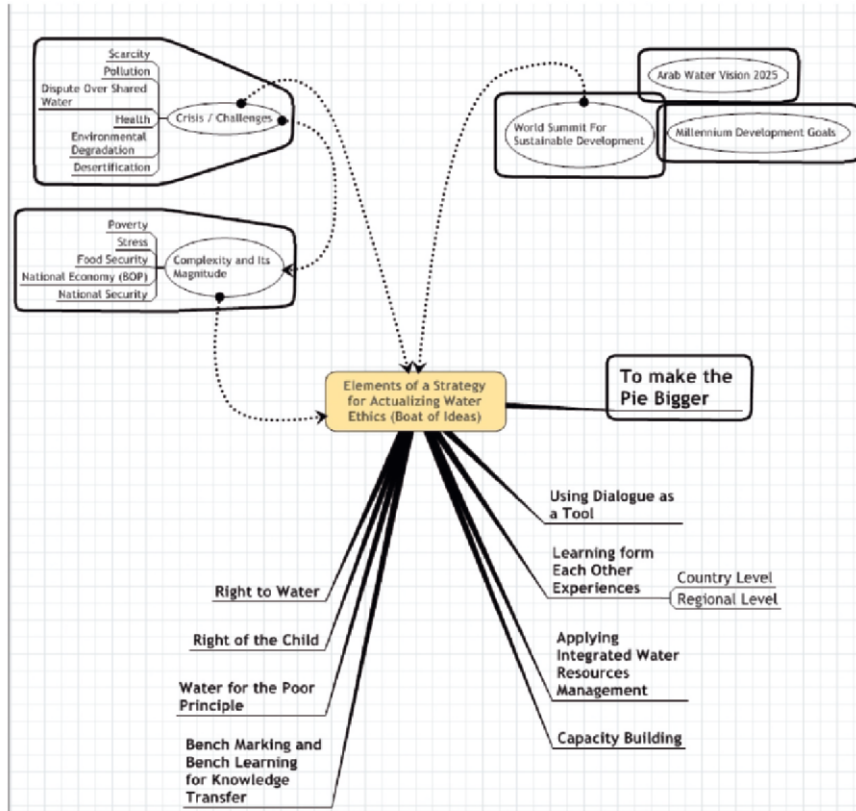 Scarcity
Pollution
Dispute Over Shared
Water
Health
Environmental
Degradation
Desertification
Crisis / Challenges
Arab Water Vision 2025
World Summit For
Sustainable Development
Millennium Development Goals
Poverty
Stress
Food Security
National Economy (BOP)
National Security
Complexity and Its
Magnitude
Elements of a Strategy
for Actualizing Water
Ethics (Boat of Ideas)
To make the
Pie Bigger
Using Dialogue as
a Tool
Learning form
Each Other
Experiences
Country Level
Regional Level
Applying
Integrated Water
Resources
Management
Capacity Building
Right to Water
Right of the Child
Water for the Poor
Principle
Bench Marking and
Bench Learning
for Knowledge
Transfer